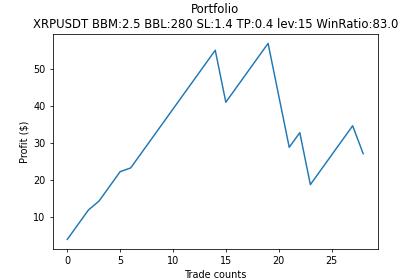 Portfolio
XRPUSDT BBM:2.5 BBL:280 SL:1.4 TP:0.4 lev:15 WinRatio:83.0
Profit ($)
50
40
30
20
10
0 5 10 15 20 25
Trade counts